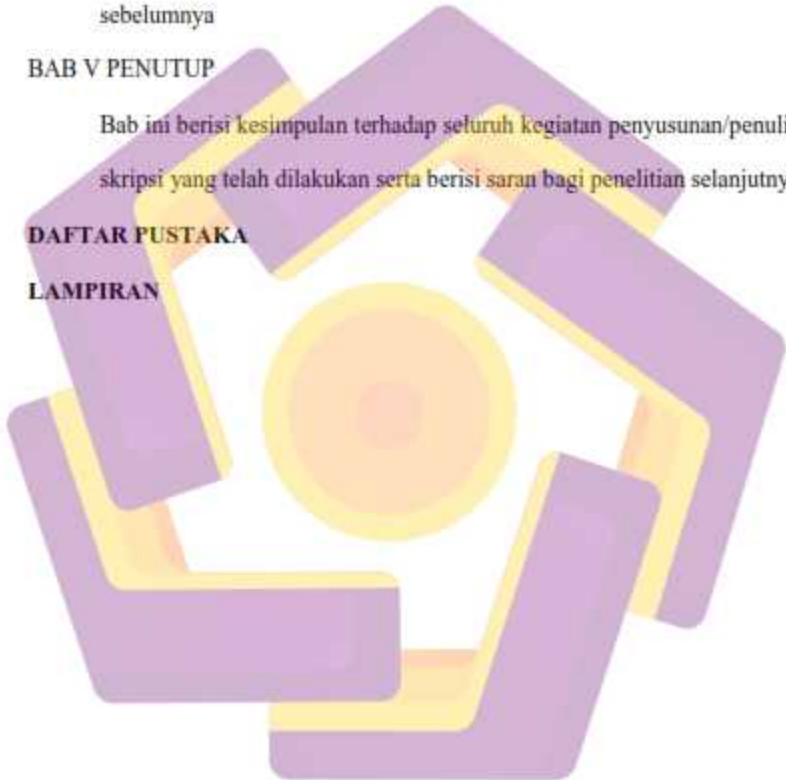 sebelumnya
BAB V PENUTUP
Bab ini berisi kesimpulan terhadap seluruh kegiatan penyusunan/penuli
skripsi yang telah dilakukan serta berisi saran bagi penelitian selanjutny
DAFTAR PUSTAKA
LAMPIRAN